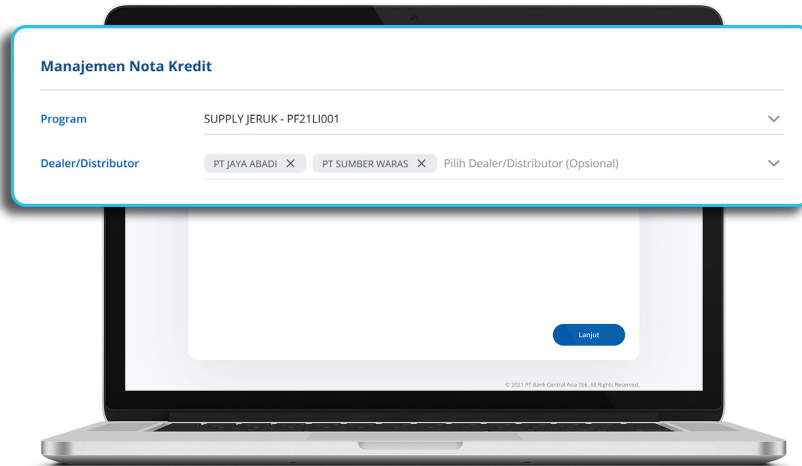 Manajemen Nota Kredit
Program SUPPLY JERUK - PF21LI001
Dealer/Distributor PT JAYA ABADI X PT SUMBER WARAS X Pilih Dealer/Distributor (Opsional)
Lanjut
© 2021 PT Bank Central Asia Tbk, All Rights Reserved.